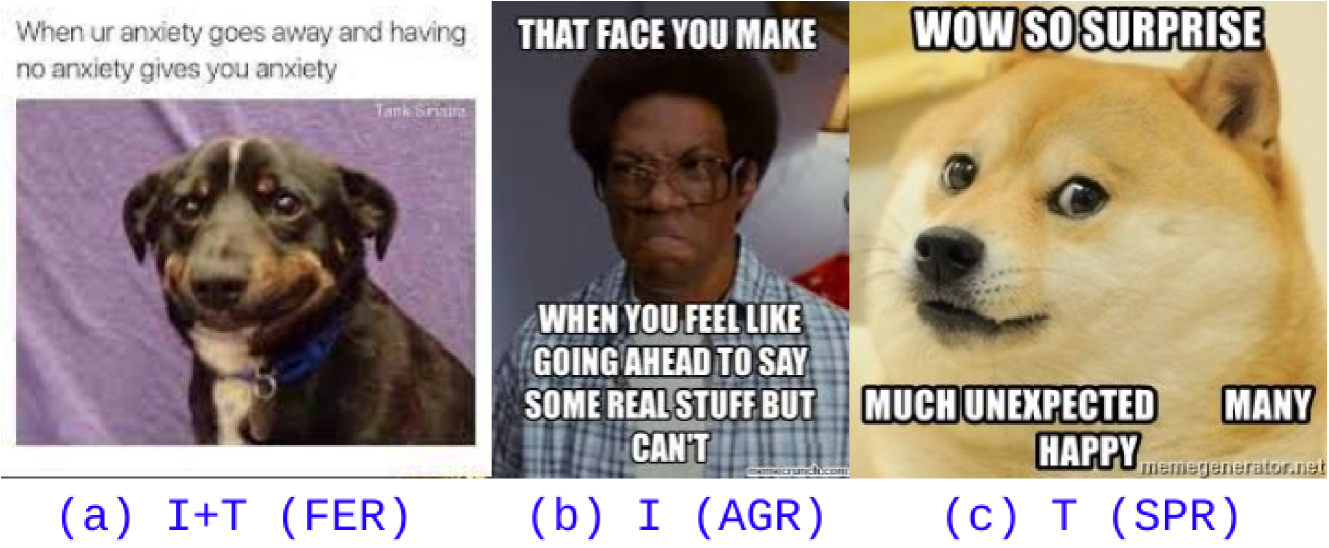 When ur anxiety goes away and having
no anxiety gives you anxiety
Tank Sinatra
THAT FACE YOU MAKE
WHEN YOU FEEL LIKE
GOING AHEAD TO SAY
SOME REAL STUFF BUT
CAN'T
memecrunch.com
WOW SO SURPRISE
MUCH UNEXPECTED MANY
HAPPY
memegenerator.net
(a) I+T (FER)
(b) I (AGR)
(c) T (SPR)